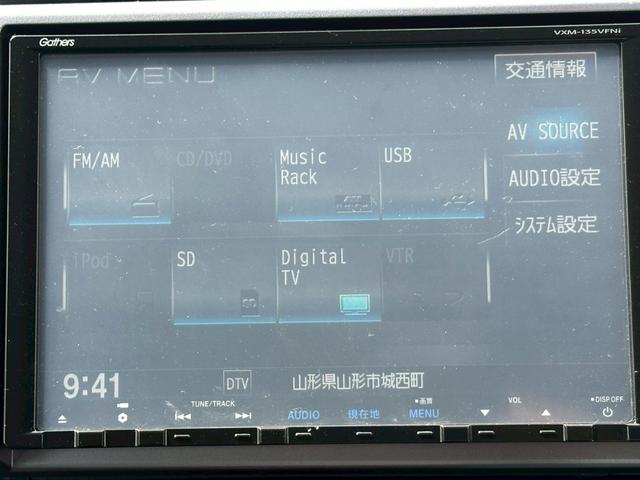 Gathers
VXM-135VFNi
AV MENU
交通情報
FM/AM
CD/DVD
Music
Rack
USB
AV SOURCE
AUDIO設定
システム設定
iPod
SD
Digital
TV
VTR
SD
9:41
DTV
山形県山形市城西町
TUNE/TRACK
AUDIO
現在地
画質
MENU
VOL
DISP OFF